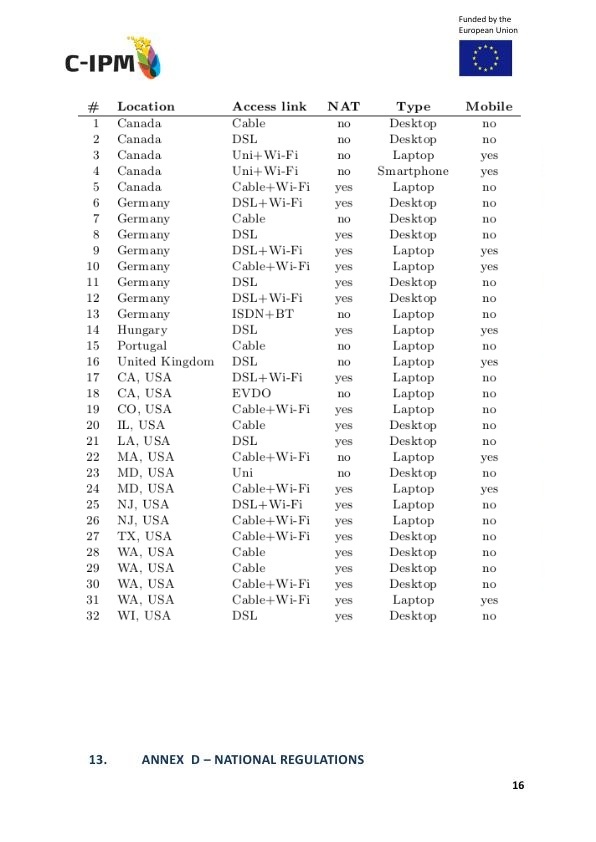 Funded by the
European Union
C-IPM
# Location Access link NAT Type Mobile
1 Canada Cable no Desktop no
2 Canada DSL no Desktop no
3 Canada Uni+Wi-Fi no Laptop yes
4 Canada Uni+Wi-Fi no Smartphone yes
5 Canada Cable+Wi-Fi yes Laptop no
6 Germany DSL+Wi-Fi yes Desktop no
7 Germany Cable no Desktop no
8 Germany DSL yes Desktop no
9 Germany DSL+Wi-Fi yes Laptop yes
10 Germany Cable+Wi-Fi yes Laptop yes
11 Germany DSL yes Desktop no
12 Germany DSL+Wi-Fi yes Desktop no
13 Germany ISDN+BT no Laptop no
14 Hungary DSL yes Laptop yes
15 Portugal Cable no Laptop no
16 United Kingdom DSL no Laptop yes
17 CA, USA DSL+Wi-Fi yes Laptop no
18 CA, USA EVDO no Laptop no
19 CO, USA Cable+Wi-Fi yes Laptop no
20 IL, USA Cable yes Desktop no
21 LA, USA DSL yes Desktop no
22 MA, USA Cable+Wi-Fi no Laptop yes
23 MD, USA Uni no Desktop no
24 MD, USA Cable+Wi-Fi yes Laptop yes
25 NJ, USA DSL+Wi-Fi yes Laptop no
26 NJ, USA Cable+Wi-Fi yes Laptop no
27 TX, USA Cable+Wi-Fi yes Desktop no
28 WA, USA Cable yes Desktop no
29 WA, USA Cable yes Desktop no
30 WA, USA Cable+Wi-Fi yes Desktop no
31 WA, USA Cable+Wi-Fi yes Laptop yes
32 WI, USA DSL yes Desktop no
13. ANNEX D – NATIONAL REGULATIONS
16